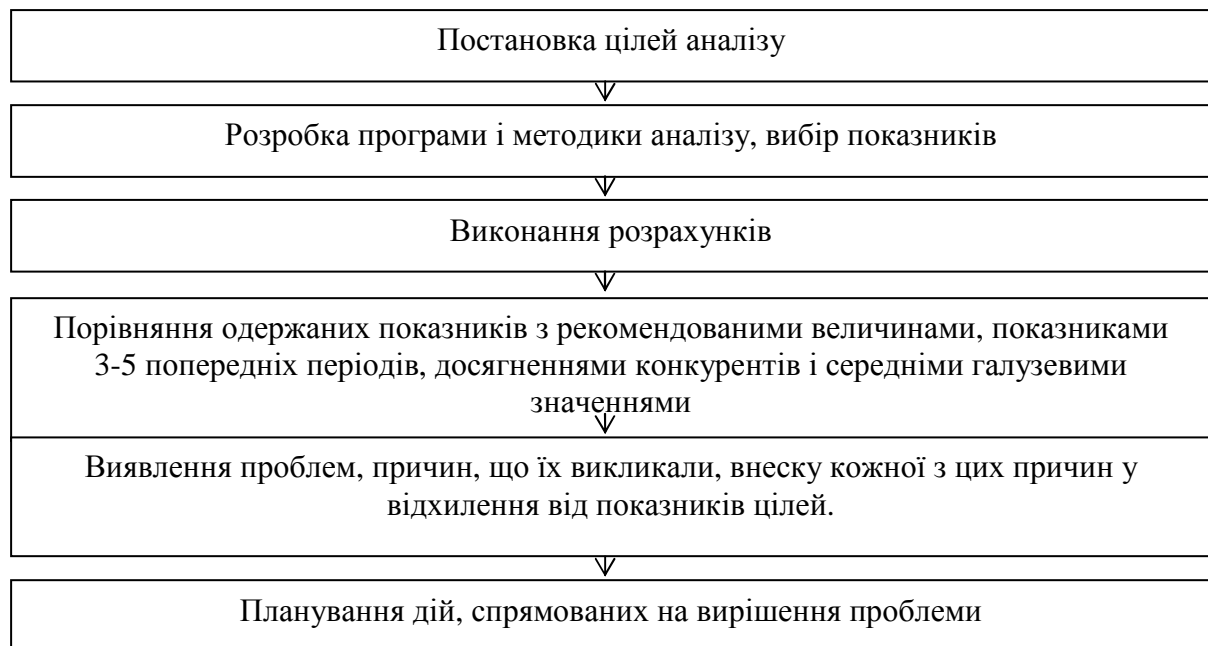 Постановка цілей аналізу
Розробка програми і методики аналізу, вибір показників
Виконання розрахунків
Порівняння одержаних показників з рекомендованими величинами, показниками
3-5 попередніх періодів, досягненнями конкурентів і середніми галузевими
значеннями
Виявлення проблем, причин, що їх викликали, внеску кожної з цих причин у
відхилення від показників цілей.
Планування дій, спрямованих на вирішення проблеми